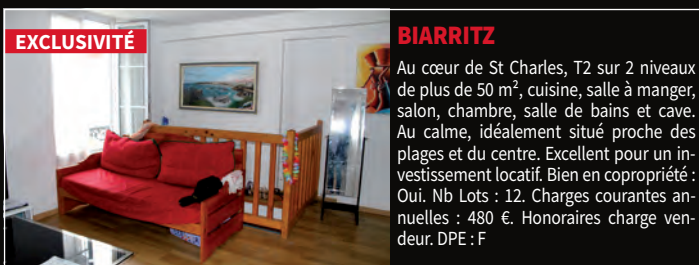 EXCLUSIVITÉ
BIARRITZ
Au cœur de St Charles, T2 sur 2 niveaux
de plus de 50 m², cuisine, salle à manger,
salon, chambre, salle de bains et cave.
Au calme, idéalement situé proche des
plages et du centre. Excellent pour un in-
vestissement locatif. Bien en copropriété :
Oui. Nb Lots : 12. Charges courantes an-
nuelles : 480 €. Honoraires charge ven-
deur. DPE : F